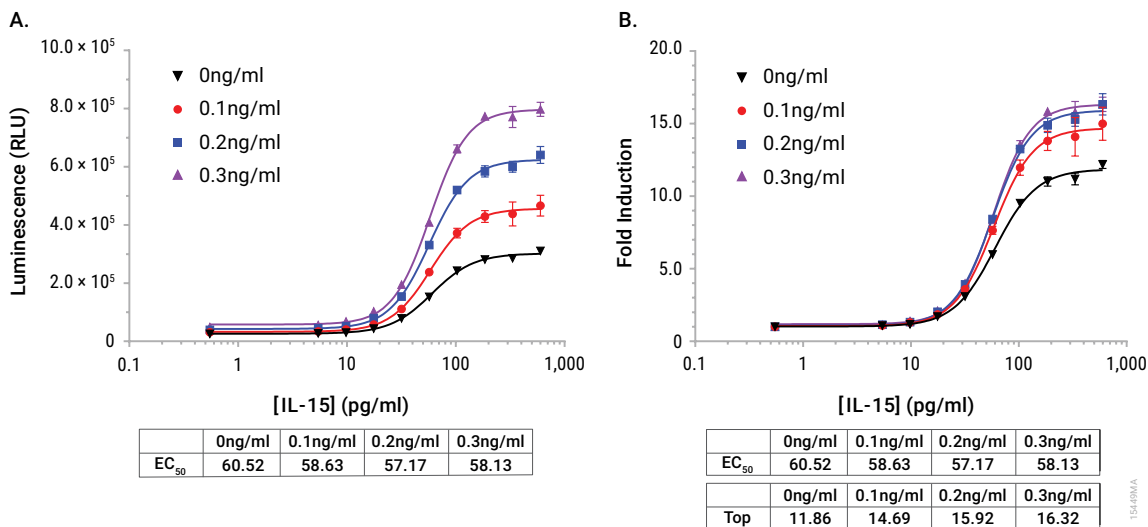 A.
10.0 × 10⁵
8.0 × 10⁵
6.0 × 10⁵
4.0 × 10⁵
2.0 × 10⁵
0
Luminescence (RLU)
0ng/ml
0.1ng/ml
0.2ng/ml
0.3ng/ml
0.1 1 10 100 1,000
[IL-15] (pg/ml)
0ng/ml 0.1ng/ml 0.2ng/ml 0.3ng/ml
EC₅₀ 60.52 58.63 57.17 58.13
B.
20.0
15.0
10.0
5.0
0
Fold Induction
0ng/ml
0.1ng/ml
0.2ng/ml
0.3ng/ml
0.1 1 10 100 1,000
[IL-15] (pg/ml)
0ng/ml 0.1ng/ml 0.2ng/ml 0.3ng/ml
EC₅₀ 60.52 58.63 57.17 58.13
0ng/ml 0.1ng/ml 0.2ng/ml 0.3ng/ml
Top 11.86 14.69 15.92 16.32
15449MA